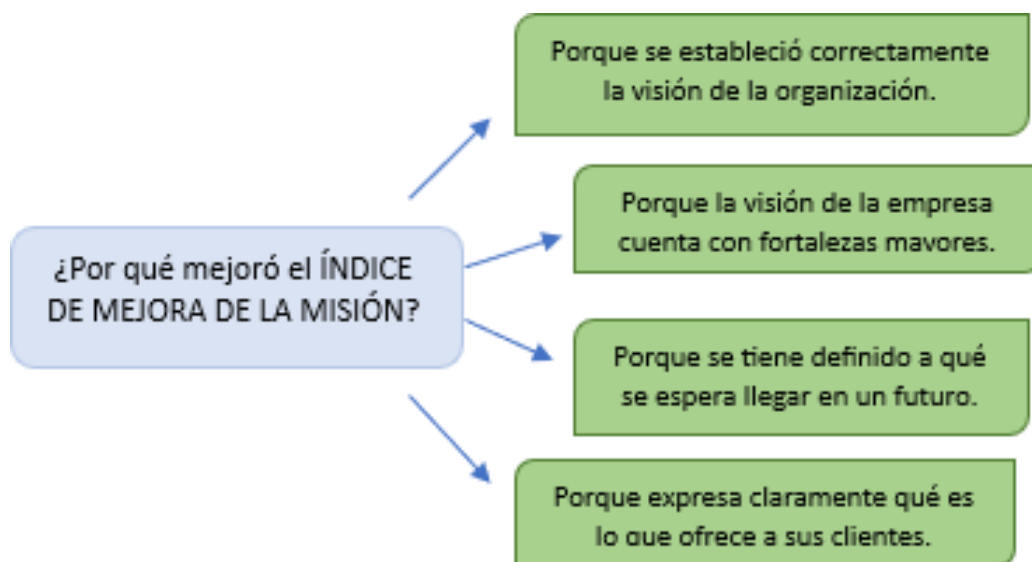 Porque se estableció correctamente
la visión de la organización.
Porque la visión de la empresa
cuenta con fortalezas mayores.
¿Por qué mejoró el ÍNDICE
DE MEJORA DE LA MISIÓN?
Porque se tiene definido a qué
se espera llegar en un futuro.
Porque expresa claramente qué es
lo que ofrece a sus clientes.